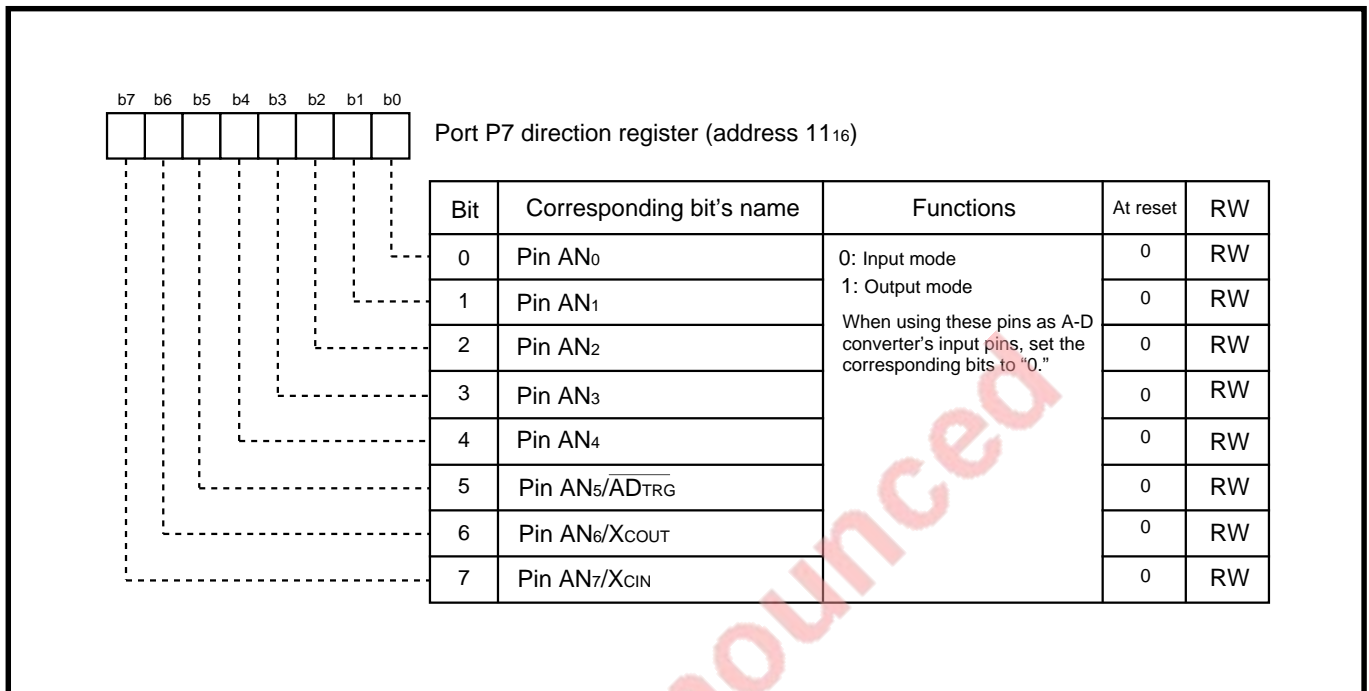 b7 b6 b5 b4 b3 b2 b1 b0
Port P7 direction register (address 11₁₆)
Bit Corresponding bit’s name Functions At reset RW
0 Pin AN₀ 0: Input mode 0 RW
1: Output mode
1 Pin AN₁ 0 RW
When using these pins as A-D
converter’s input pins, set the
corresponding bits to “0.”
2 Pin AN₂ 0 RW
3 Pin AN₃ 0 RW
4 Pin AN₄ 0 RW
5 Pin AN₅/A̅D̅TRG 0 RW
6 Pin AN₆/XCOUT 0 RW
7 Pin AN₇/XCIN 0 RW
ounced